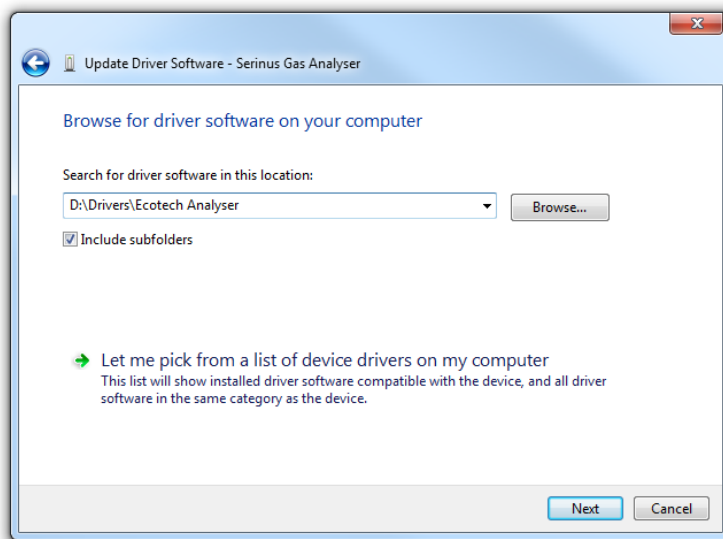 Update Driver Software - Serinus Gas Analyser
Browse for driver software on your computer
Search for driver software in this location:
D:\Drivers\Ecotech Analyser
Browse...
Include subfolders
Let me pick from a list of device drivers on my computer
This list will show installed driver software compatible with the device, and all driver
software in the same category as the device.
Next
Cancel